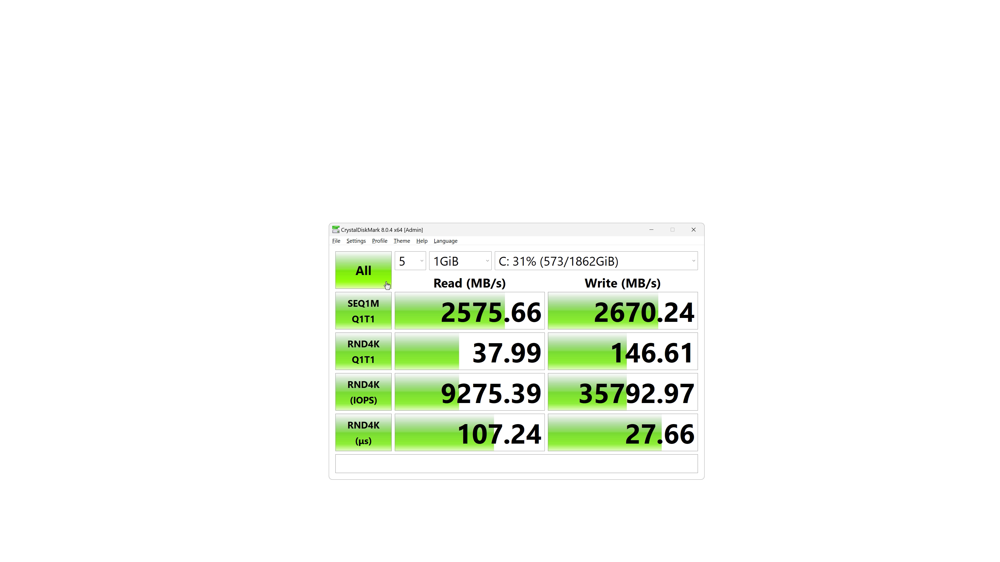 CrystalDiskMark 8.0.4 x64 [Admin]
File Settings Profile Theme Help Language
All
5
1GiB
C: 31% (573/1862GiB)
Read (MB/s)
Write (MB/s)
SEQ1M
Q1T1
2575.66
2670.24
RND4K
Q1T1
37.99
146.61
RND4K
(IOPS)
9275.39
35792.97
RND4K
(µs)
107.24
27.66